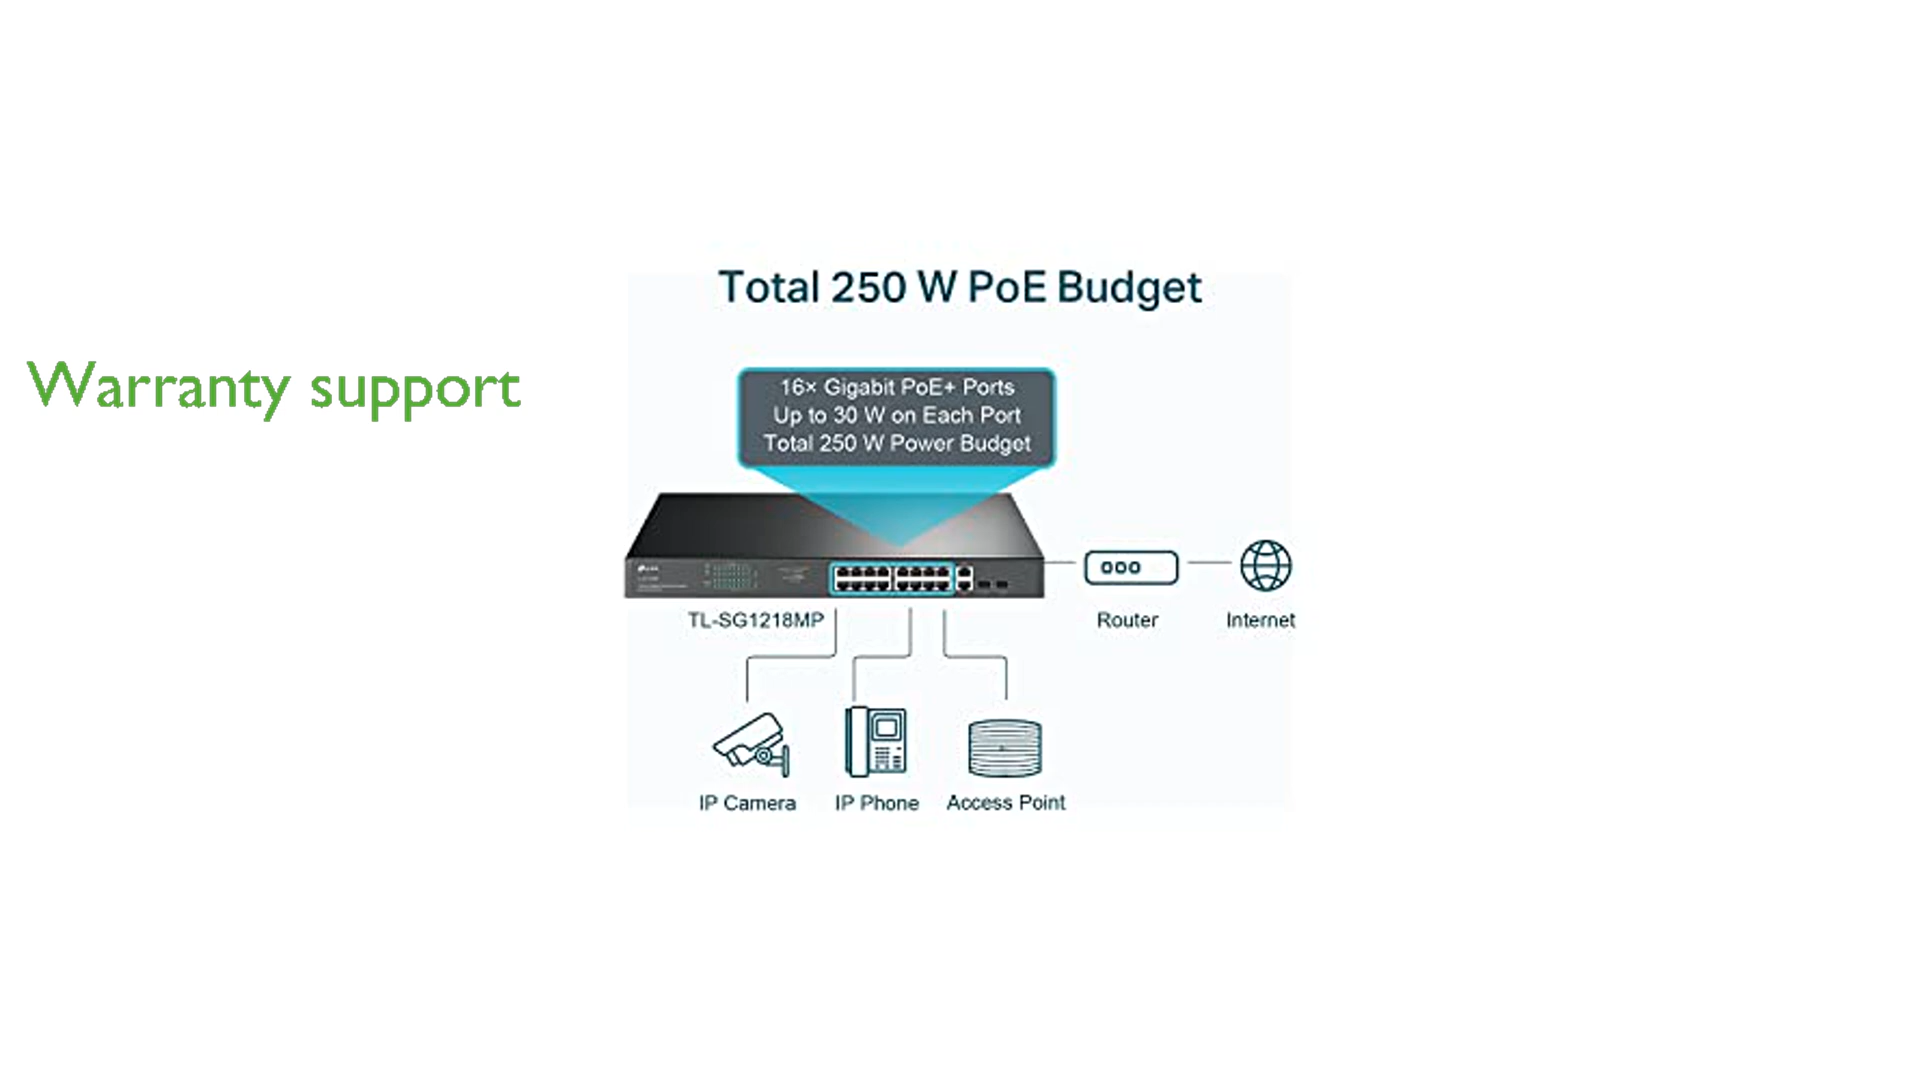 Total 250 W PoE Budget
Warranty support
16× Gigabit PoE+ Ports
Up to 30 W on Each Port
Total 250 W Power Budget
TL-SG1218MP
Router
Internet
IP Camera
IP Phone
Access Point